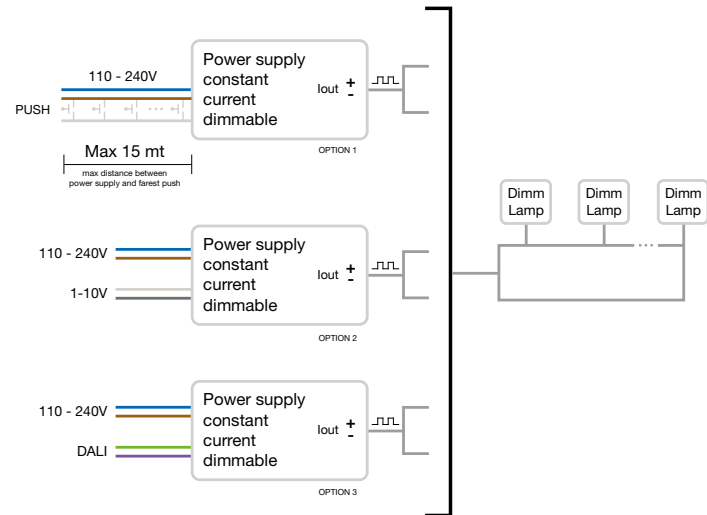 110 - 240V
PUSH
Max 15 mt
max distance between
power supply and farest push
Power supply
constant
current
dimmable
Iout + -
OPTION 1
110 - 240V
1-10V
Power supply
constant
current
dimmable
Iout + -
OPTION 2
110 - 240V
DALI
Power supply
constant
current
dimmable
Iout + -
OPTION 3
Dimm
Lamp
Dimm
Lamp
Dimm
Lamp